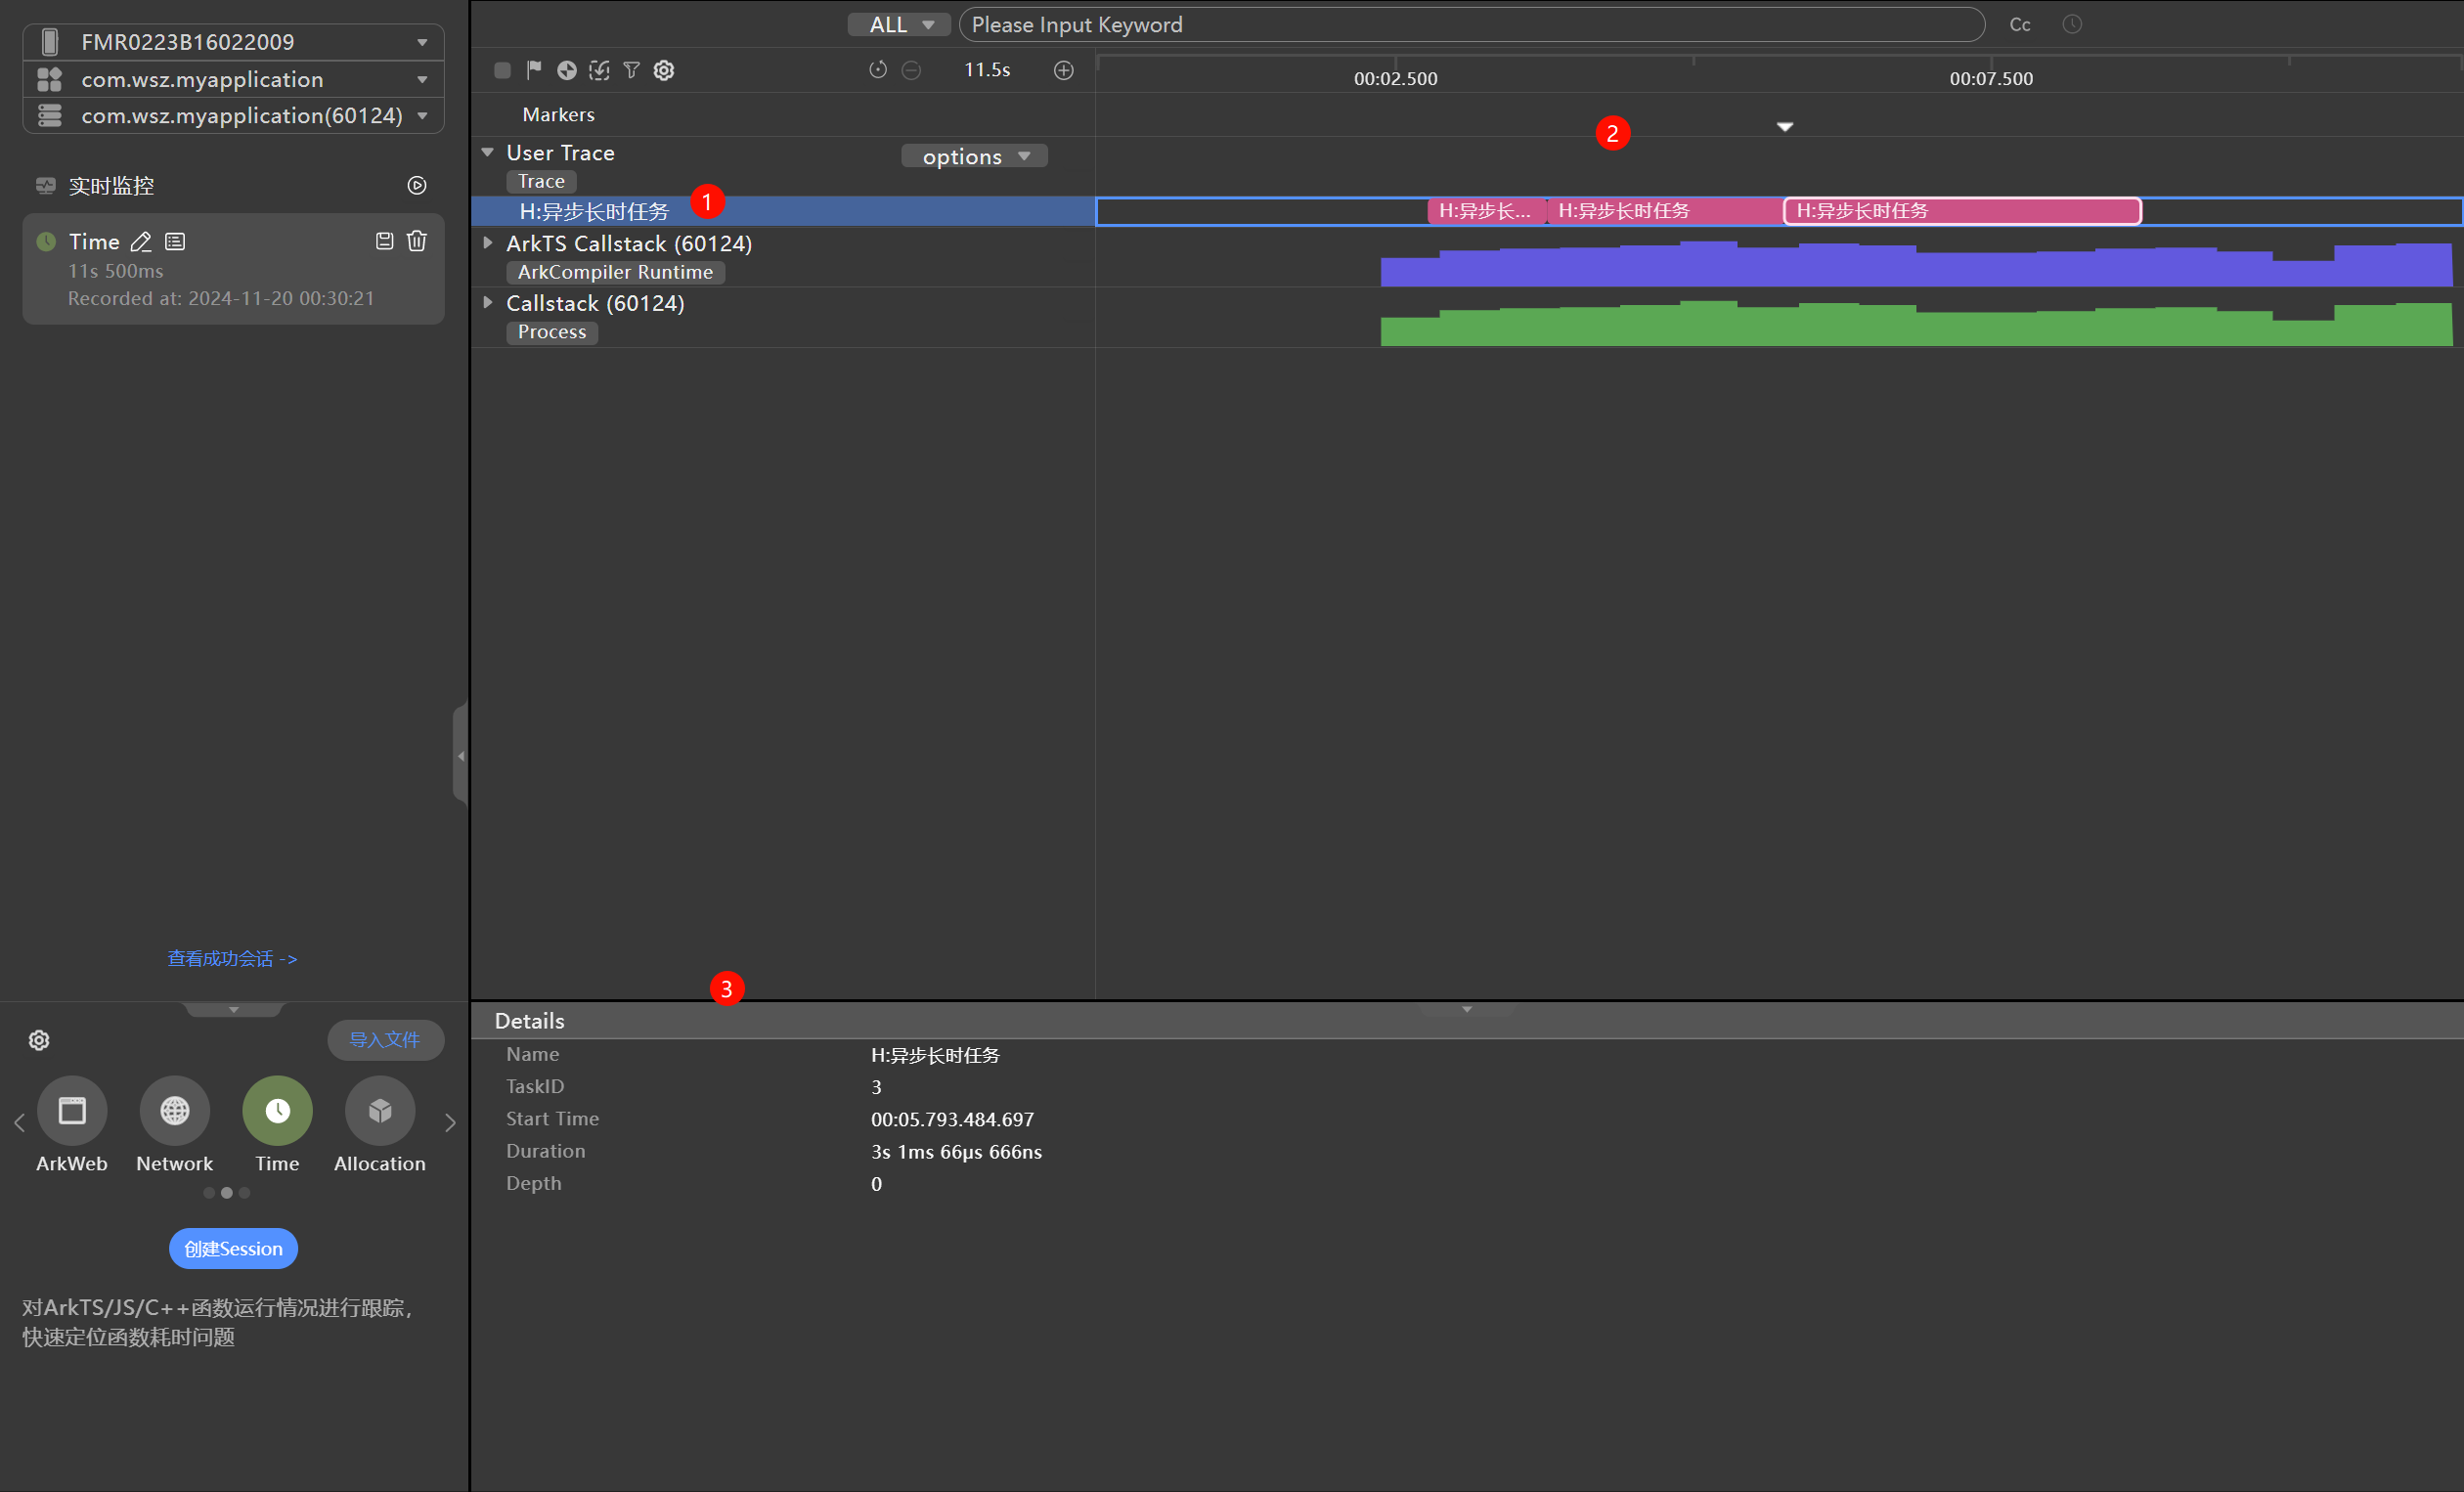 FMR0223B16022009
com.wsz.myapplication
com.wsz.myapplication(60124)
实时监控
Time
11s 500ms
Recorded at: 2024-11-20 00:30:21
查看成功会话 ->
导入文件
ArkWeb
Network
Time
Allocation
创建Session
对ArkTS/JS/C++函数运行情况进行跟踪，
快速定位函数耗时问题
ALL
Please Input Keyword
Cc
11.5s
00:02.500
00:07.500
Markers
2
User Trace
options
Trace
1
H:异步长时任务
H:异步长...
H:异步长时任务
H:异步长时任务
ArkTS Callstack (60124)
ArkCompiler Runtime
Callstack (60124)
Process
3
Details
Name H:异步长时任务
TaskID 3
Start Time 00:05.793.484.697
Duration 3s 1ms 66μs 666ns
Depth 0